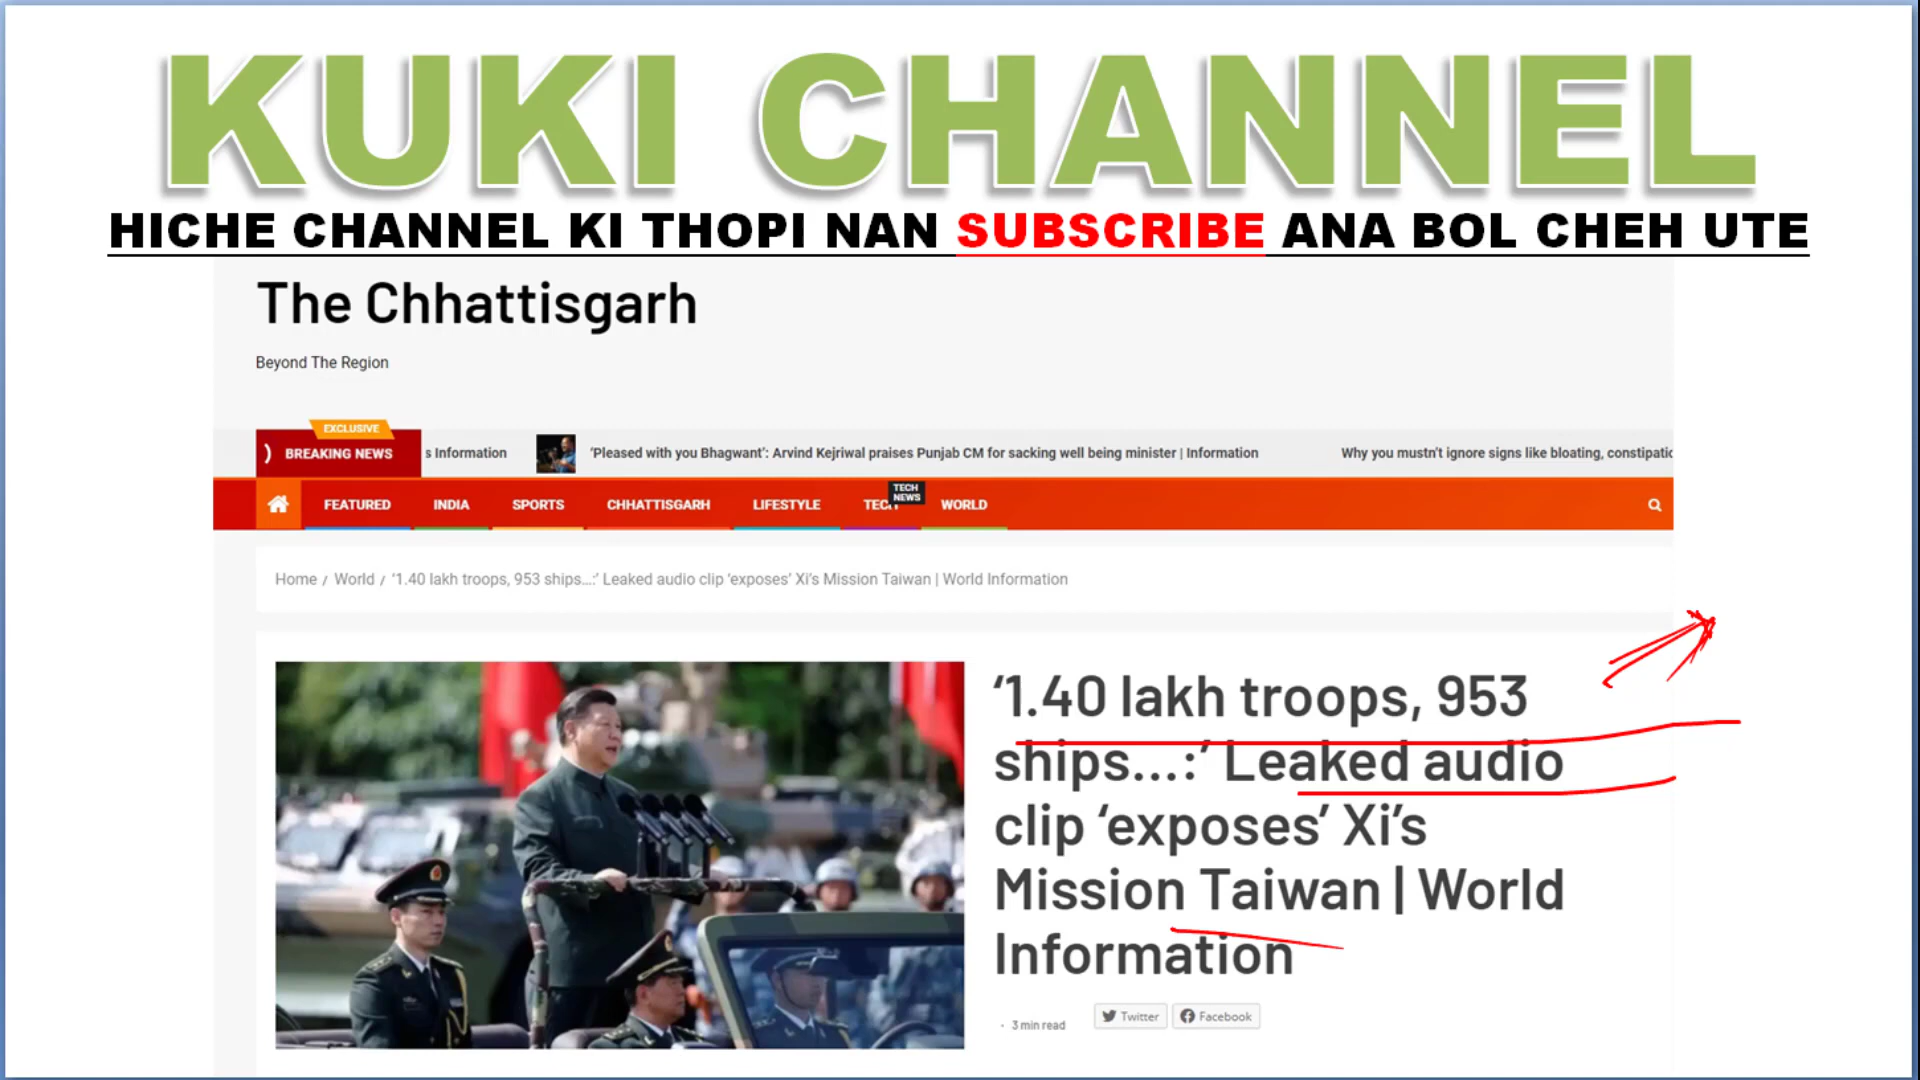 KUKI CHANNEL
HICHE CHANNEL KI THOPI NAN SUBSCRIBE ANA BOL CHEH UTE
The Chhattisgarh
Beyond The Region
EXCLUSIVE
BREAKING NEWS s Information ‘Pleased with you Bhagwant’: Arvind Kejriwal praises Punjab CM for sacking well being minister | Information Why you mustn’t ignore signs like bloating,
TECH
NEWS
FEATURED INDIA SPORTS CHHATTISGARH LIFESTYLE TECH WORLD
Home / World / ‘1.40 lakh troops, 953 ships…:’ Leaked audio clip ‘exposes’ Xi’s Mission Taiwan | World Information
‘1.40 lakh troops, 953
ships…:’ Leaked audio
clip ‘exposes’ Xi’s
Mission Taiwan | World
Information
3 min read Twitter Facebook